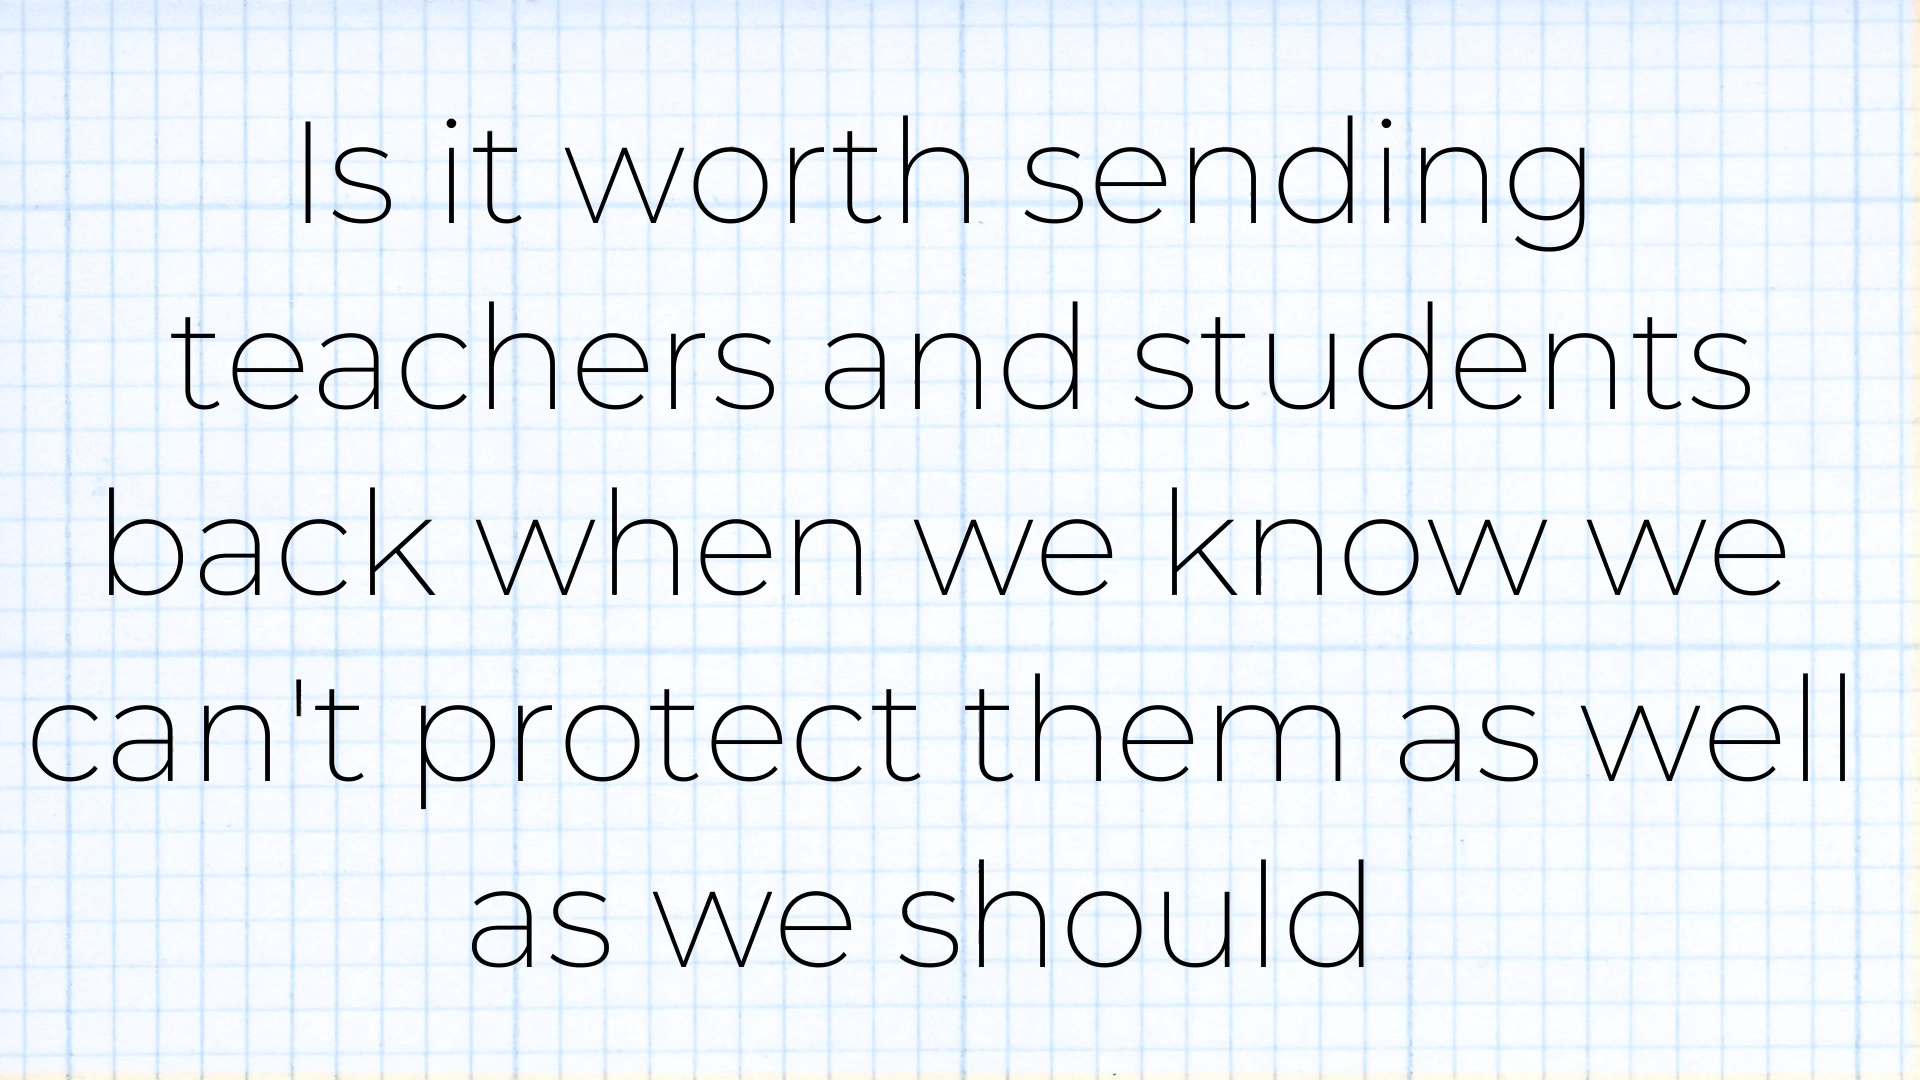 Is it worth sending
teachers and students
back when we know we
can't protect them as well
as we should